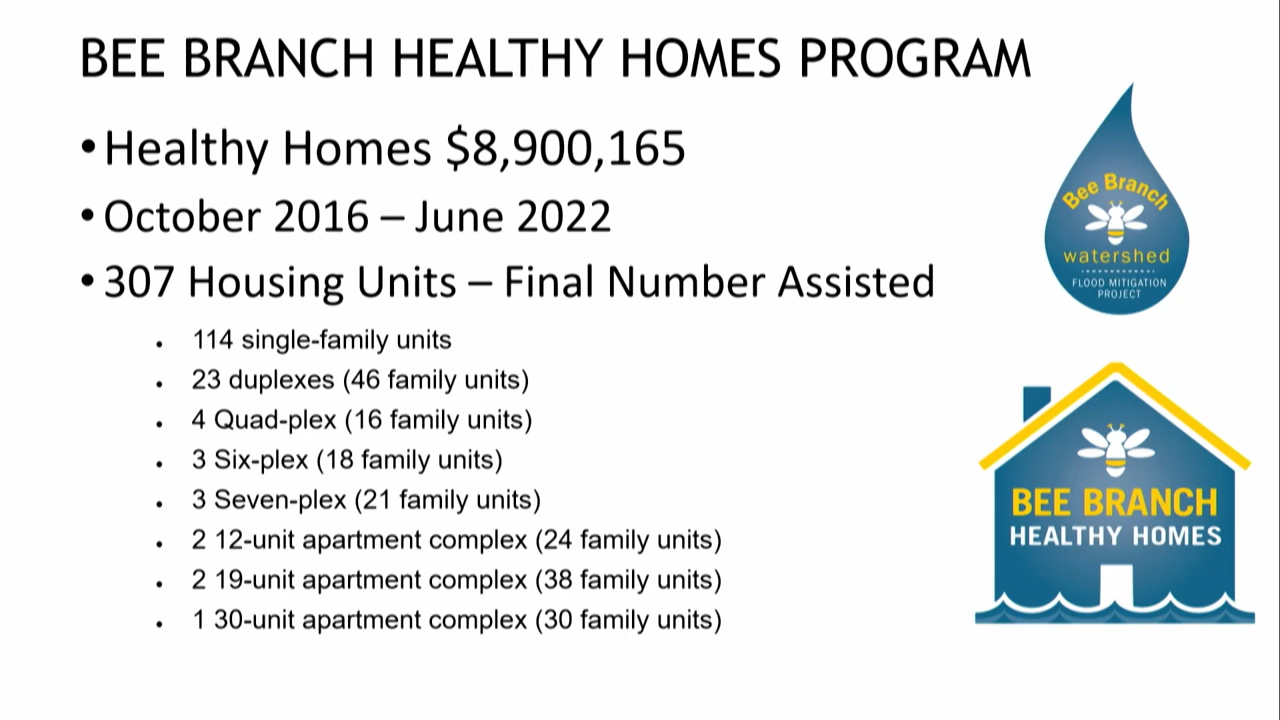 BEE BRANCH HEALTHY HOMES PROGRAM
•Healthy Homes $8,900,165
•October 2016 – June 2022
•307 Housing Units – Final Number Assisted
• 114 single-family units
• 23 duplexes (46 family units)
• 4 Quad-plex (16 family units)
• 3 Six-plex (18 family units)
• 3 Seven-plex (21 family units)
• 2 12-unit apartment complex (24 family units)
• 2 19-unit apartment complex (38 family units)
• 1 30-unit apartment complex (30 family units)
Bee Branch
watershed
FLOOD MITIGATION
PROJECT
BEE BRANCH
HEALTHY HOMES